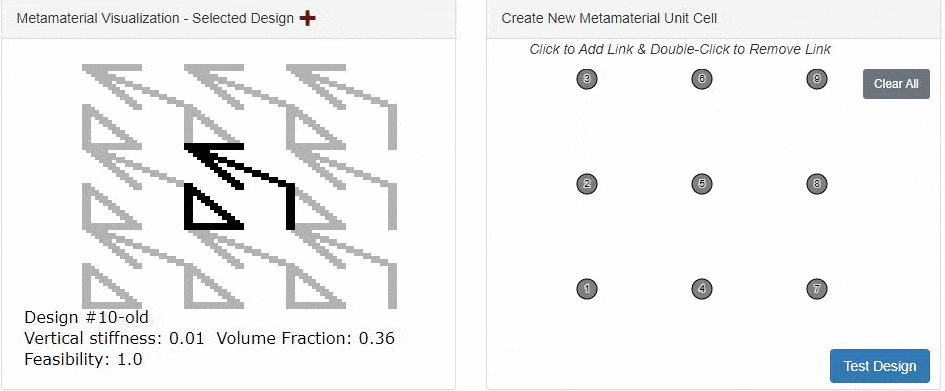 Metamaterial Visualization - Selected Design
Design #10-old
Vertical stiffness: 0.01 Volume Fraction: 0.36
Feasibility: 1.0
Create New Metamaterial Unit Cell
Click to Add Link & Double-Click to Remove Link
3 6 9
Clear All
2 5 8
1 4 7
Test Design